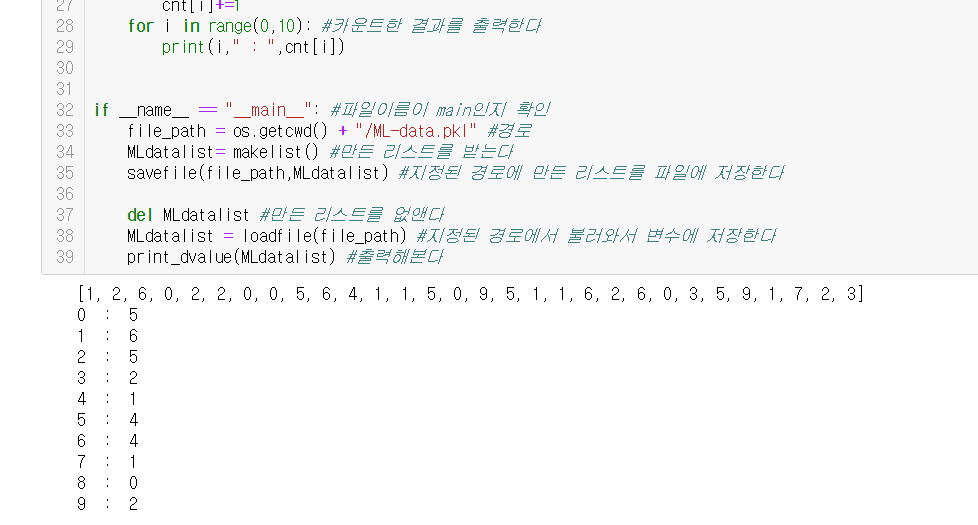 27 cnt[i]+=1
28 for i in range(0,10): #카운트한 결과를 출력한다
29 print(i," : ",cnt[i])
30
31
32 if __name__ == "__main__": #파일이름이 main인지 확인
33 file_path = os.getcwd() + "/ML-data.pkl" #경로
34 MLdatalist= makelist() #만든 리스트를 받는다
35 savefile(file_path,MLdatalist) #지정된 경로에 만든 리스트를 파일에 저장한다
36
37 del MLdatalist #만든 리스트를 없앤다
38 MLdatalist = loadfile(file_path) #지정된 경로에서 불러와서 변수에 저장한다
39 print_dvalue(MLdatalist) #출력해본다
[1, 2, 6, 0, 2, 2, 0, 0, 5, 6, 4, 1, 1, 5, 0, 9, 5, 1, 1, 6, 2, 6, 0, 3, 5, 9, 1, 7, 2, 3]
0 : 5
1 : 6
2 : 5
3 : 2
4 : 1
5 : 4
6 : 4
7 : 1
8 : 0
9 : 2